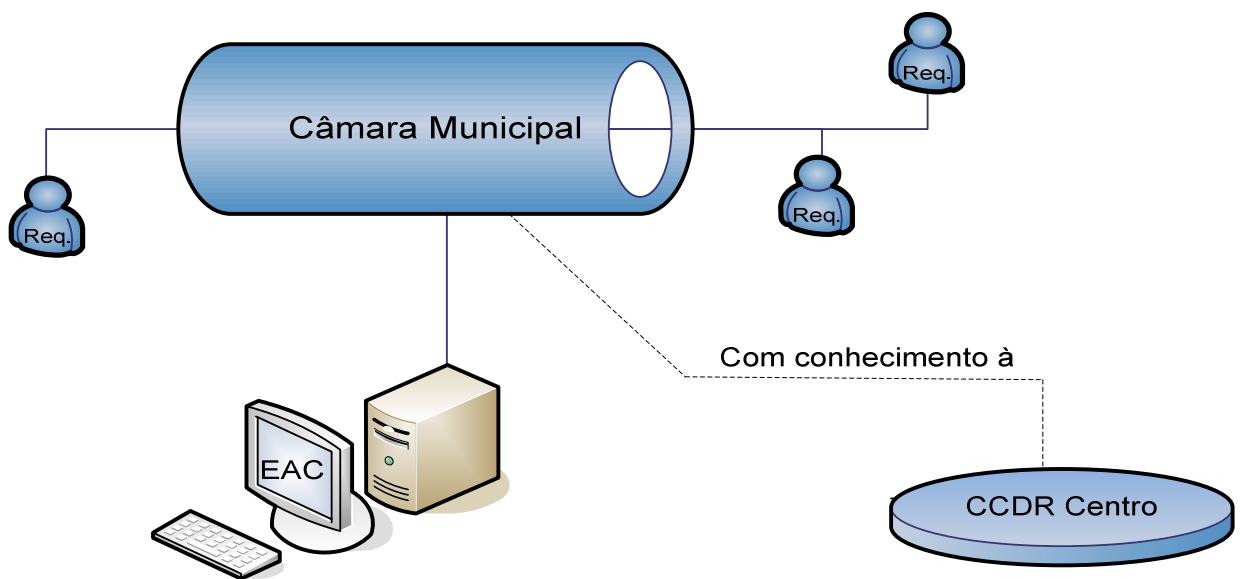 Req.
Câmara Municipal
Req.
Req.
Com conhecimento à
EAC
CCDR Centro